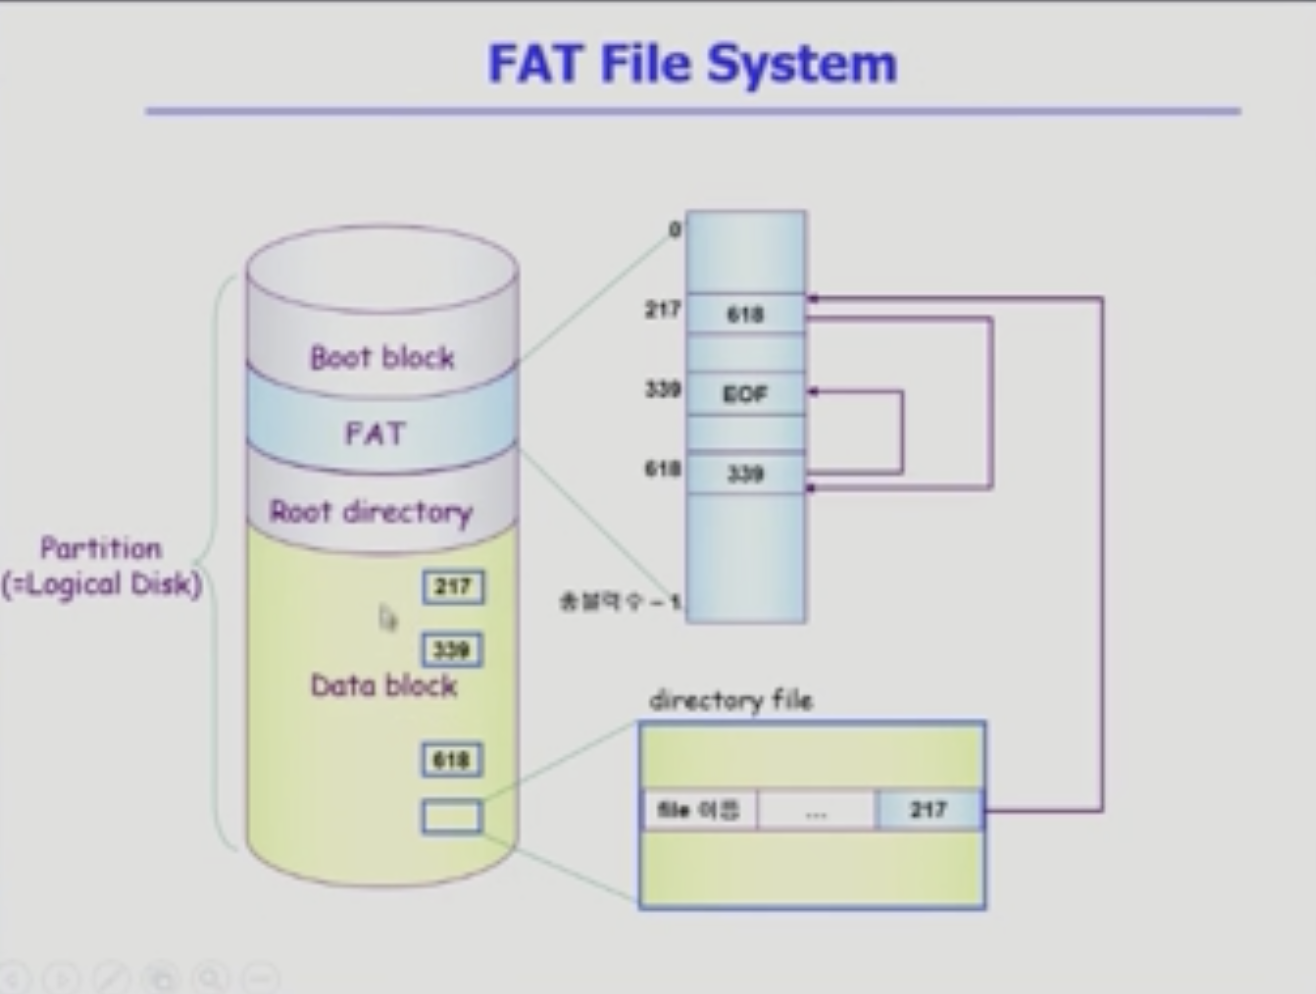 FAT File System
Boot block
FAT
Root directory
Partition
(=Logical Disk)
217
339
Data block
618
0
217
618
339
EOF
618
339
총블럭 수 – 1
directory file
file 이름
...
217